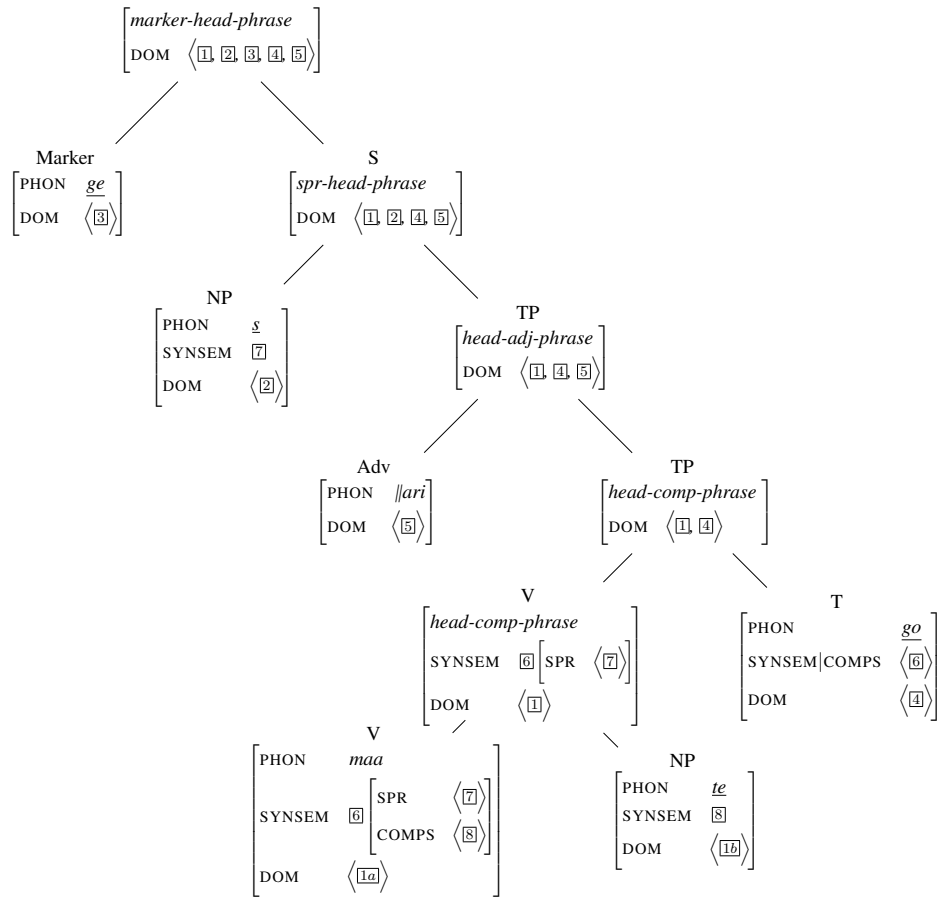 marker-head-phrase
DOM ⟨1, 2, 3, 4, 5⟩
Marker
PHON ge
DOM ⟨3⟩
S
spr-head-phrase
DOM ⟨1, 2, 4, 5⟩
NP
PHON s
SYNSEM 7
DOM ⟨2⟩
TP
head-adj-phrase
DOM ⟨1, 4, 5⟩
Adv
PHON ǁari
DOM ⟨5⟩
TP
head-comp-phrase
DOM ⟨1, 4⟩
V
head-comp-phrase
SYNSEM 6 [SPR ⟨7⟩]
DOM ⟨1⟩
T
PHON go
SYNSEM|COMPS ⟨6⟩
DOM ⟨4⟩
V
PHON maa
SYNSEM 6 [SPR ⟨7⟩
COMPS ⟨8⟩]
DOM ⟨1a⟩
NP
PHON te
SYNSEM 8
DOM ⟨1b⟩